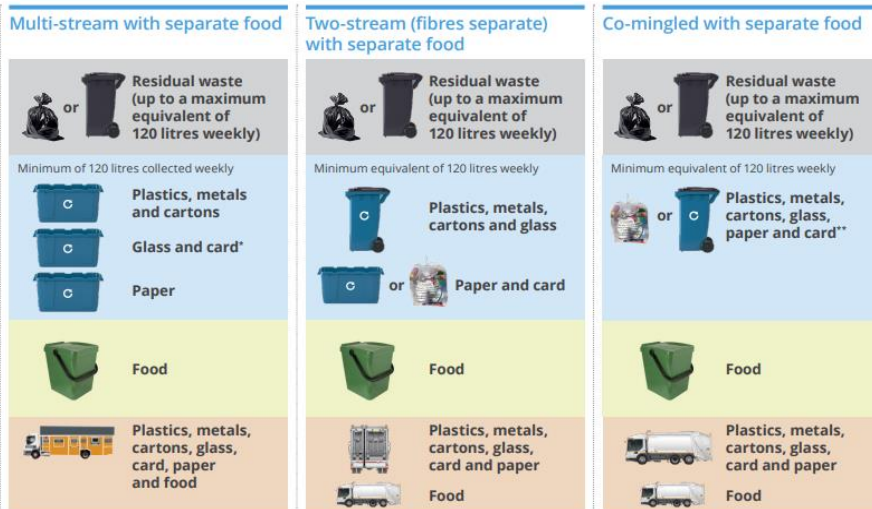 Multi-stream with separate food
or
Residual waste
(up to a maximum
equivalent of
120 litres weekly)
Minimum of 120 litres collected weekly
Plastics, metals
and cartons
Glass and card*
Paper
Food
Plastics, metals,
cartons, glass,
card, paper
and food
Two-stream (fibres separate)
with separate food
or
Residual waste
(up to a maximum
equivalent of
120 litres weekly)
Minimum equivalent of 120 litres weekly
Plastics, metals,
cartons and glass
or
Paper and card
Food
Plastics, metals,
cartons, glass,
card and paper
Food
Co-mingled with separate food
or
Residual waste
(up to a maximum
equivalent of
120 litres weekly)
Minimum equivalent of 120 litres weekly
or
Plastics, metals,
cartons, glass,
paper and card**
Food
Plastics, metals,
cartons, glass,
card and paper
Food